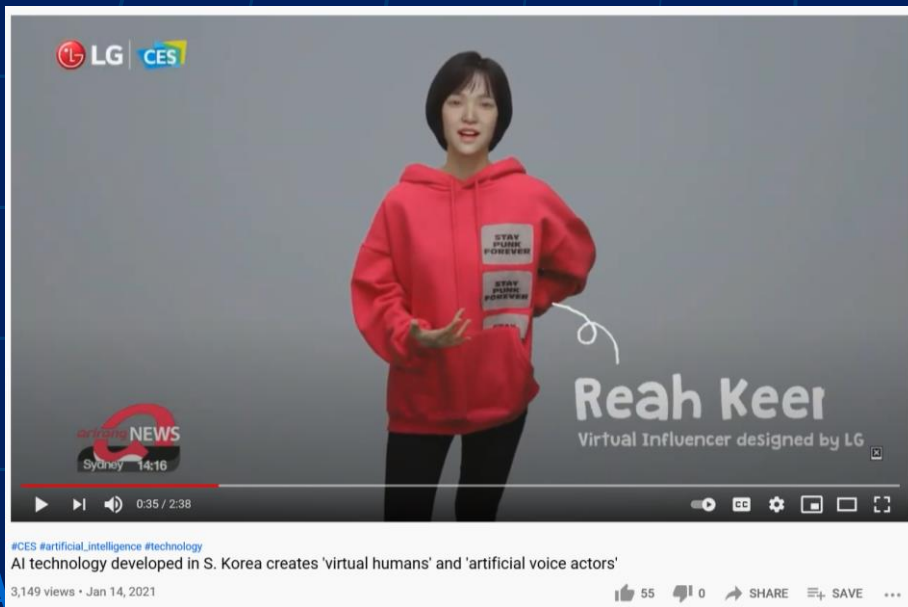 LG CES
STAY
PUNK
FOREVER
STAY
PUNK
FOREVER
STAY
Reah Keer
Virtual Influencer designed by LG
arirang NEWS
Sydney 14:16
0:35 / 2:38
CC
#CES #artificial_intelligence #technology
AI technology developed in S. Korea creates 'virtual humans' and 'artificial voice actors'
3,149 views • Jan 14, 2021
55 0 SHARE SAVE